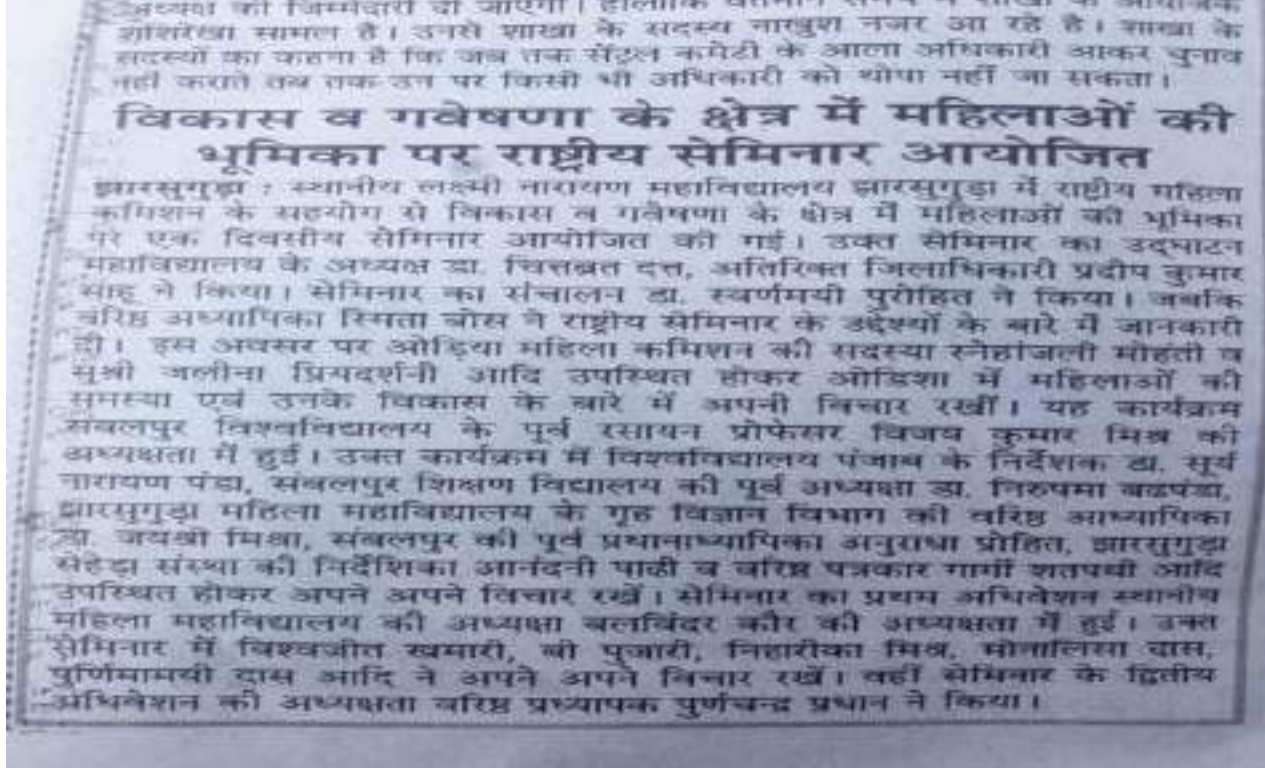 अध्यक्ष की जिम्मेदारी दी जाएगी। हालांकि वर्तमान समय में शाखा के आयोजक
शशिरेखा सामल है। उनसे शाखा के सदस्य नाखुश नजर आ रहे है। शाखा के
सदस्यों का कहना है कि जब तक सेंट्रल कमेटी के आला अधिकारी आकर चुनाव
नहीं कराते तब तक उन पर किसी भी अधिकारी को थोपा नहीं जा सकता।
विकास व गवेषणा के क्षेत्र में महिलाओं की
भूमिका पर राष्ट्रीय सेमिनार आयोजित
झारसुगुड़ा : स्थानीय लक्ष्मी नारायण महाविद्यालय झारसुगुड़ा में राष्ट्रीय महिला
कमिशन के सहयोग से विकास व गवेषणा के क्षेत्र में महिलाओं की भूमिका
पर एक दिवसीय सेमिनार आयोजित की गई। उक्त सेमिनार का उद्घाटन
महाविद्यालय के अध्यक्ष डा. चित्तब्रत दत्त, अतिरिक्त जिलाधिकारी प्रदीप कुमार
साहू ने किया। सेमिनार का संचालन डा. स्वर्णमयी पुरोहित ने किया। जबकि
वरिष्ठ अध्यापिका स्मिता बोस ने राष्ट्रीय सेमिनार के उद्देश्यों के बारे में जानकारी
दी। इस अवसर पर ओड़िया महिला कमिशन की सदस्या स्नेहांजली मोहंती व
सुश्री जलीना प्रियदर्शनी आदि उपस्थित होकर ओडिशा में महिलाओं की
समस्या एवं उनके विकास के बारे में अपनी विचार रखीं। यह कार्यक्रम
संबलपुर विश्वविद्यालय के पूर्व रसायन प्रोफेसर विजय कुमार मिश्र की
अध्यक्षता में हुई। उक्त कार्यक्रम में विश्वविद्यालय पंजाब के निर्देशक डा. सूर्य
नारायण पंडा, संबलपुर शिक्षण विद्यालय की पूर्व अध्यक्षा डा. निरुपमा बढपंडा,
झारसुगुड़ा महिला महाविद्यालय के गृह विज्ञान विभाग की वरिष्ठ आध्यापिका
डा. जयश्री मिश्रा, संबलपुर की पूर्व प्रधानाध्यापिका अनुराधा प्रोहित, झारसुगुड़ा
सेहेडा संस्था की निर्देशिका आनंदनी पाढी व वरिष्ठ पत्रकार गार्गी शतपथी आदि
उपस्थित होकर अपने अपने विचार रखें। सेमिनार का प्रथम अधिवेशन स्थानीय
महिला महाविद्यालय की अध्यक्षा बलविंदर कौर की अध्यक्षता में हुई। उक्त
सेमिनार में विश्वजीत खमारी, बी पुजारी, निहारीका मिश्र, मोनालिसा दास,
पुर्णिमामयी दास आदि ने अपने अपने विचार रखें। वहीं सेमिनार के द्वितीय
अधिवेशन की अध्यक्षता वरिष्ठ प्रध्यापक पुर्णचन्द्र प्रधान ने किया।